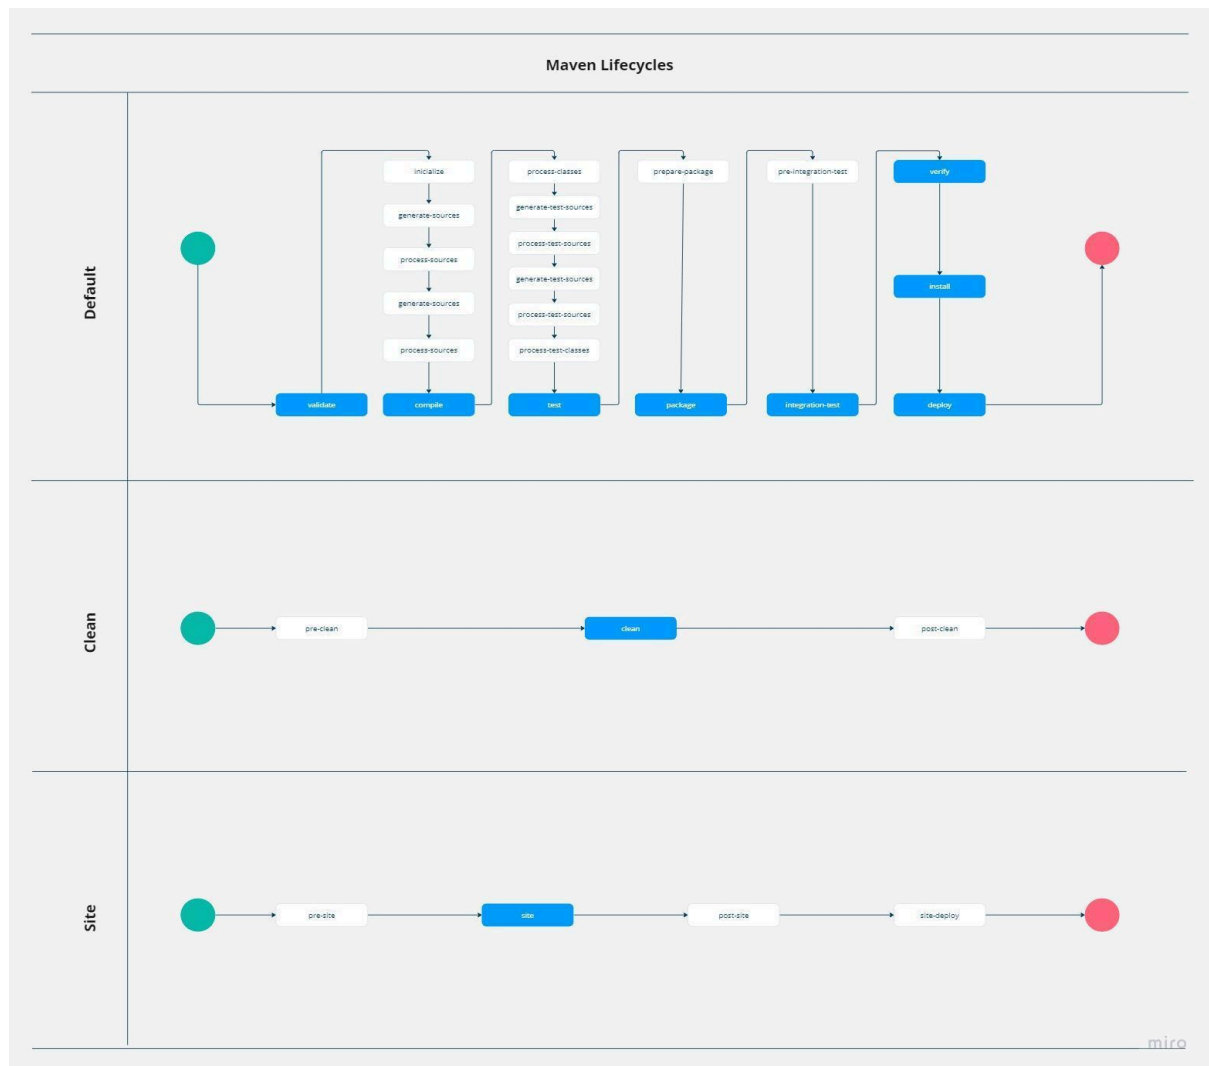 Maven Lifecycles
Default
validate
inicialize
generate-sources
process-sources
generate-sources
process-sources
compile
process-classes
generate-test-sources
process-test-sources
generate-test-sources
process-test-sources
process-test-classes
test
prepare-package
package
pre-integration-test
integration-test
verify
install
deploy
Clean
pre-clean
clean
post-clean
Site
pre-site
site
post-site
site-deploy
miro